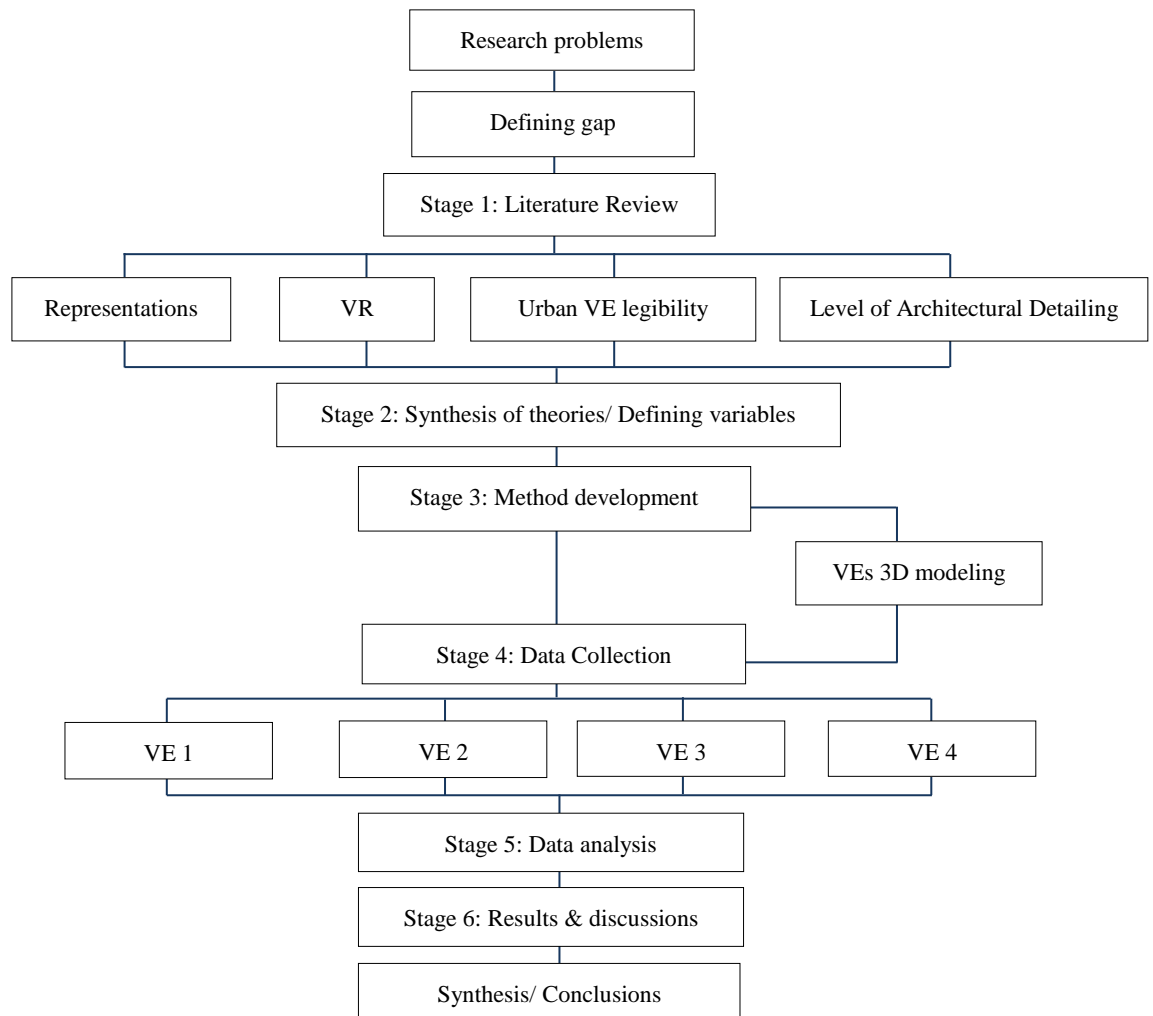 Research problems
Defining gap
Stage 1: Literature Review
Representations
VR
Urban VE legibility
Level of Architectural Detailing
Stage 2: Synthesis of theories/ Defining variables
Stage 3: Method development
VEs 3D modeling
Stage 4: Data Collection
VE 1
VE 2
VE 3
VE 4
Stage 5: Data analysis
Stage 6: Results & discussions
Synthesis/ Conclusions